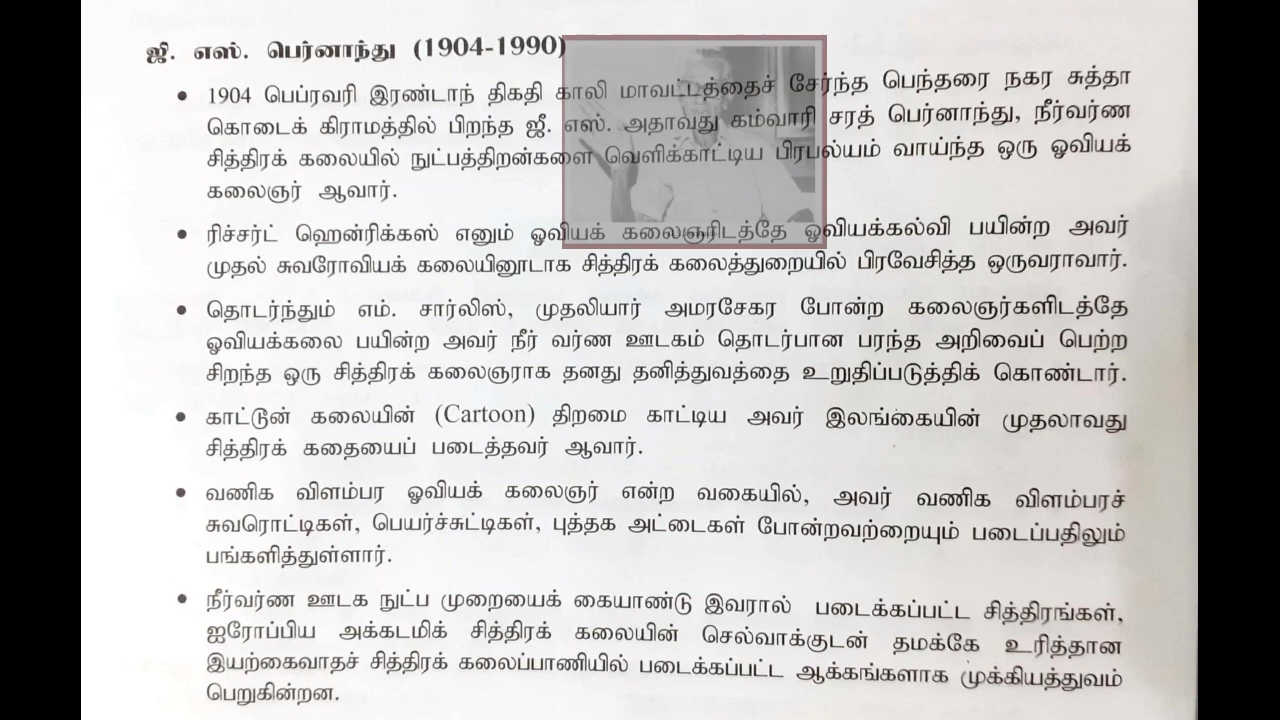 ஜி. எஸ். பெர்னாந்து (1904-1990)
• 1904 பெப்ரவரி இரண்டாந் திகதி காலி மாவட்டத்தைச் சேர்ந்த பெந்தரை நகர சுத்தா
கொடைக் கிராமத்தில் பிறந்த ஜீ. எஸ். அதாவது கம்வாரி சரத் பெர்னாந்து, நீர்வர்ண
சித்திரக் கலையில் நுட்பத்திறன்களை வெளிக்காட்டிய பிரபல்யம் வாய்ந்த ஒரு ஓவியக்
கலைஞர் ஆவார்.
• ரிச்சர்ட் ஹென்ரிக்கஸ் எனும் ஓவியக் கலைஞரிடத்தே ஓவியக்கல்வி பயின்ற அவர்
முதல் சுவரோவியக் கலையினூடாக சித்திரக் கலைத்துறையில் பிரவேசித்த ஒருவராவார்.
• தொடர்ந்தும் எம். சார்லிஸ், முதலியார் அமரசேகர போன்ற கலைஞர்களிடத்தே
ஓவியக்கலை பயின்ற அவர் நீர் வர்ண ஊடகம் தொடர்பான பரந்த அறிவைப் பெற்ற
சிறந்த ஒரு சித்திரக் கலைஞராக தனது தனித்துவத்தை உறுதிப்படுத்திக் கொண்டார்.
• காட்டூன் கலையின் (Cartoon) திறமை காட்டிய அவர் இலங்கையின் முதலாவது
சித்திரக் கதையைப் படைத்தவர் ஆவார்.
• வணிக விளம்பர ஓவியக் கலைஞர் என்ற வகையில், அவர் வணிக விளம்பரச்
சுவரொட்டிகள், பெயர்ச்சுட்டிகள், புத்தக அட்டைகள் போன்றவற்றையும் படைப்பதிலும்
பங்களித்துள்ளார்.
• நீர்வர்ண ஊடக நுட்ப முறையைக் கையாண்டு இவரால் படைக்கப்பட்ட சித்திரங்கள்,
ஐரோப்பிய அக்கடமிக் சித்திரக் கலையின் செல்வாக்குடன் தமக்கே உரித்தான
இயற்கைவாதச் சித்திரக் கலைப்பாணியில் படைக்கப்பட்ட ஆக்கங்களாக முக்கியத்துவம்
பெறுகின்றன.